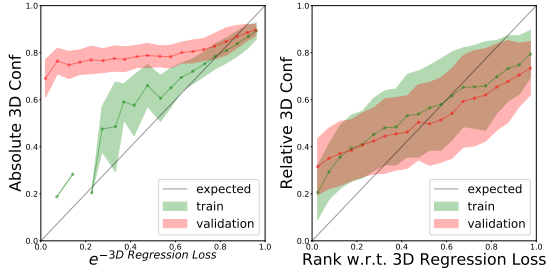 Absolute 3D Conf
1.0
0.8
0.6
0.4
0.2
0.0
expected
train
validation
0.0 0.2 0.4 0.6 0.8 1.0
e^{-3D Regression Loss}
Relative 3D Conf
1.0
0.8
0.6
0.4
0.2
0.0
expected
train
validation
0.0 0.2 0.4 0.6 0.8 1.0
Rank w.r.t. 3D Regression Loss